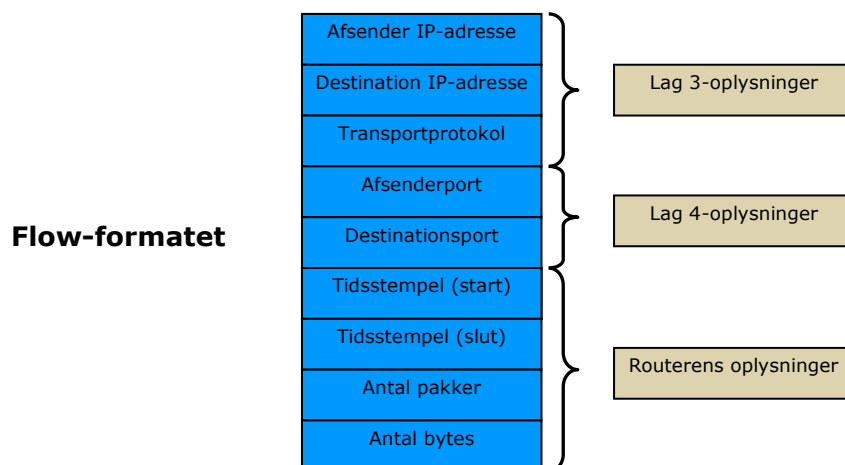 Flow-formatet
Afsender IP-adresse
Destination IP-adresse
Transportprotokol
Afsenderport
Destinationsport
Tidsstempel (start)
Tidsstempel (slut)
Antal pakker
Antal bytes
Lag 3-oplysninger
Lag 4-oplysninger
Routerens oplysninger